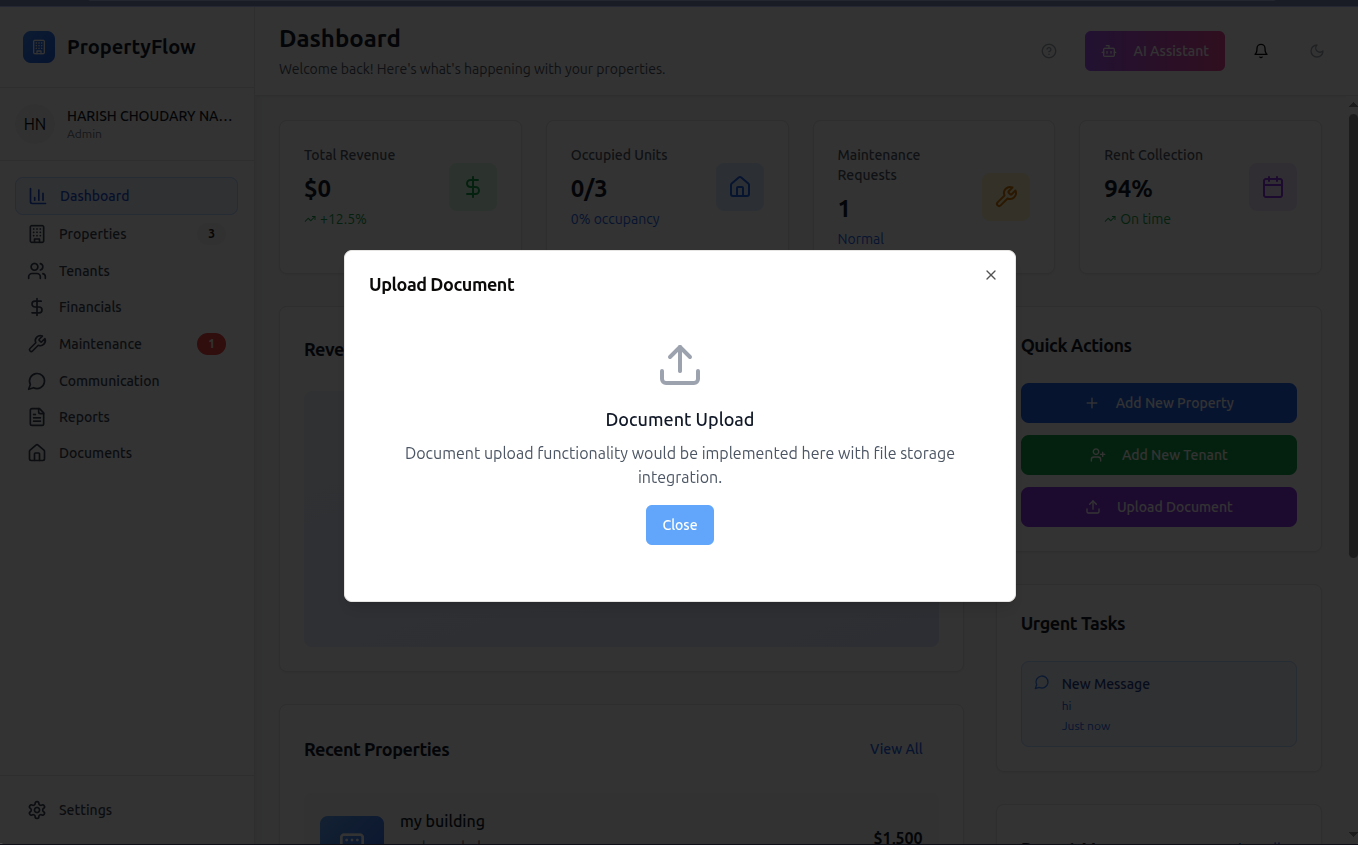 PropertyFlow
HN
HARISH CHOUDARY NA...
Admin
Dashboard
Properties
3
Tenants
Financials
Maintenance
1
Communication
Reports
Documents
Settings
Dashboard
Welcome back! Here's what's happening with your properties.
AI Assistant
Total Revenue
$0
+12.5%
Occupied Units
0/3
0% occupancy
Maintenance
Requests
1
Normal
Rent Collection
94%
On time
Reve
Upload Document
Document Upload
Document upload functionality would be implemented here with file storage
integration.
Close
Quick Actions
Add New Property
Add New Tenant
Upload Document
Urgent Tasks
New Message
hi
Just now
Recent Properties
View All
my building
$1,500